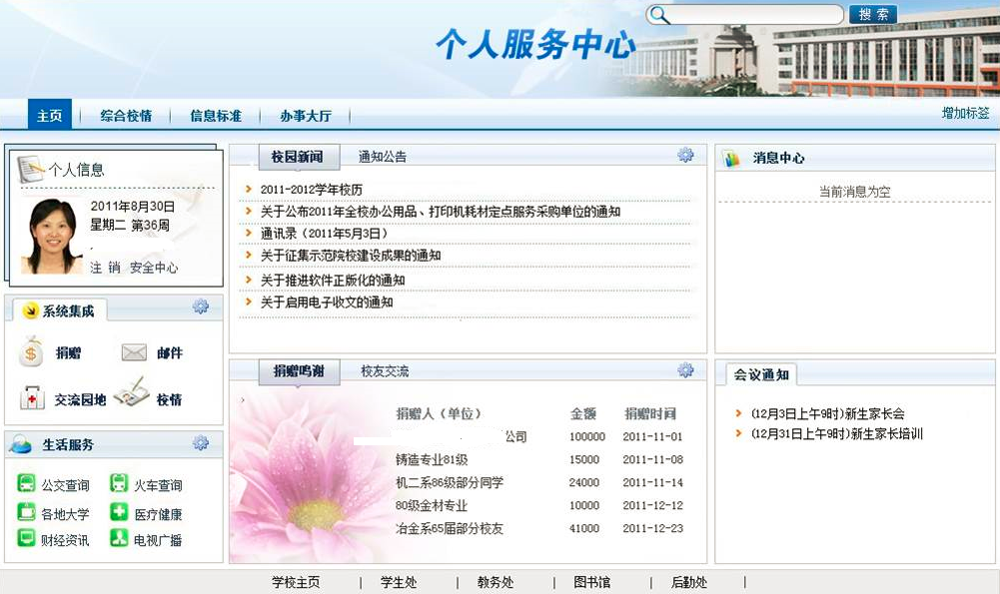 个人服务中心
搜 索
主页 综合校情 信息标准 办事大厅 增加标签
个人信息
2011年8月30日
星期二 第36周
注 销 安全中心
系统集成
捐赠 邮件
交流园地 校情
生活服务
公交查询 火车查询
各地大学 医疗健康
财经资讯 电视广播
校园新闻 通知公告
2011-2012学年校历
关于公布2011年全校办公用品、打印机耗材定点服务采购单位的通知
通讯录（2011年5月3日）
关于征集示范院校建设成果的通知
关于推进软件正版化的通知
关于启用电子收文的通知
捐赠鸣谢 校友交流
捐赠人（单位） 金额 捐赠时间
公司 100000 2011-11-01
铸造专业81级 15000 2011-11-08
机二系86级部分同学 24000 2011-11-14
80级金材专业 10000 2011-12-12
冶金系65届部分校友 41000 2011-12-23
消息中心
当前消息为空
会议通知
(12月3日上午9时)新生家长会
(12月31日上午9时)新生家长培训
学校主页 | 学生处 | 教务处 | 图书馆 | 后勤处 |